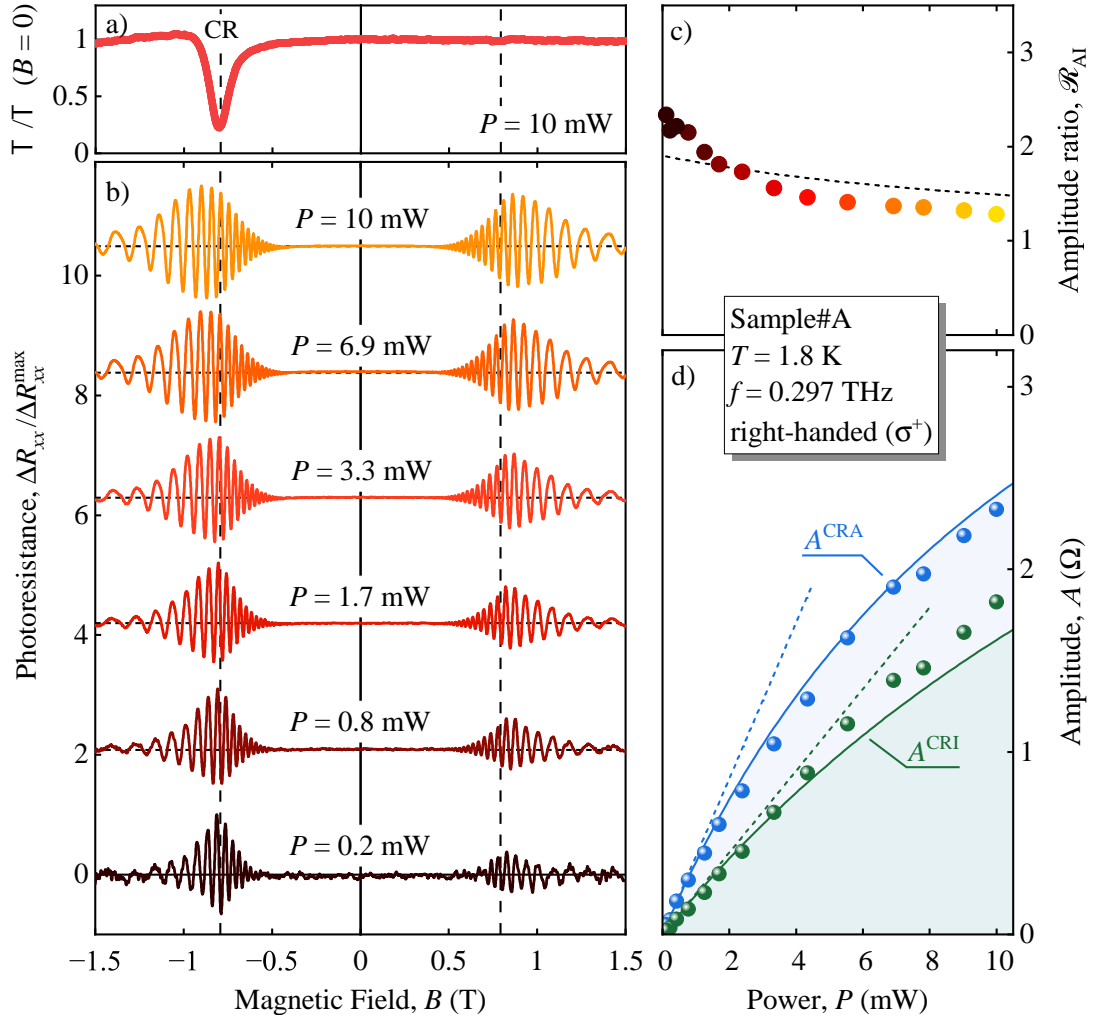 a)
CR
T / T (B = 0)
1
0.5
0
P = 10 mW
b)
P = 10 mW
P = 6.9 mW
P = 3.3 mW
P = 1.7 mW
P = 0.8 mW
P = 0.2 mW
Photoresistance, ΔR_xx/ΔR_xx^max
10
8
6
4
2
0
−1.5 −1 −0.5 0 0.5 1 1.5
Magnetic Field, B (T)
c)
3
2
1
0
Amplitude ratio, ℛ_AI
Sample#A
T = 1.8 K
f = 0.297 THz
right-handed (σ⁺)
d)
A^CRA
A^CRI
3
2
1
0
Amplitude, A (Ω)
0 2 4 6 8 10
Power, P (mW)